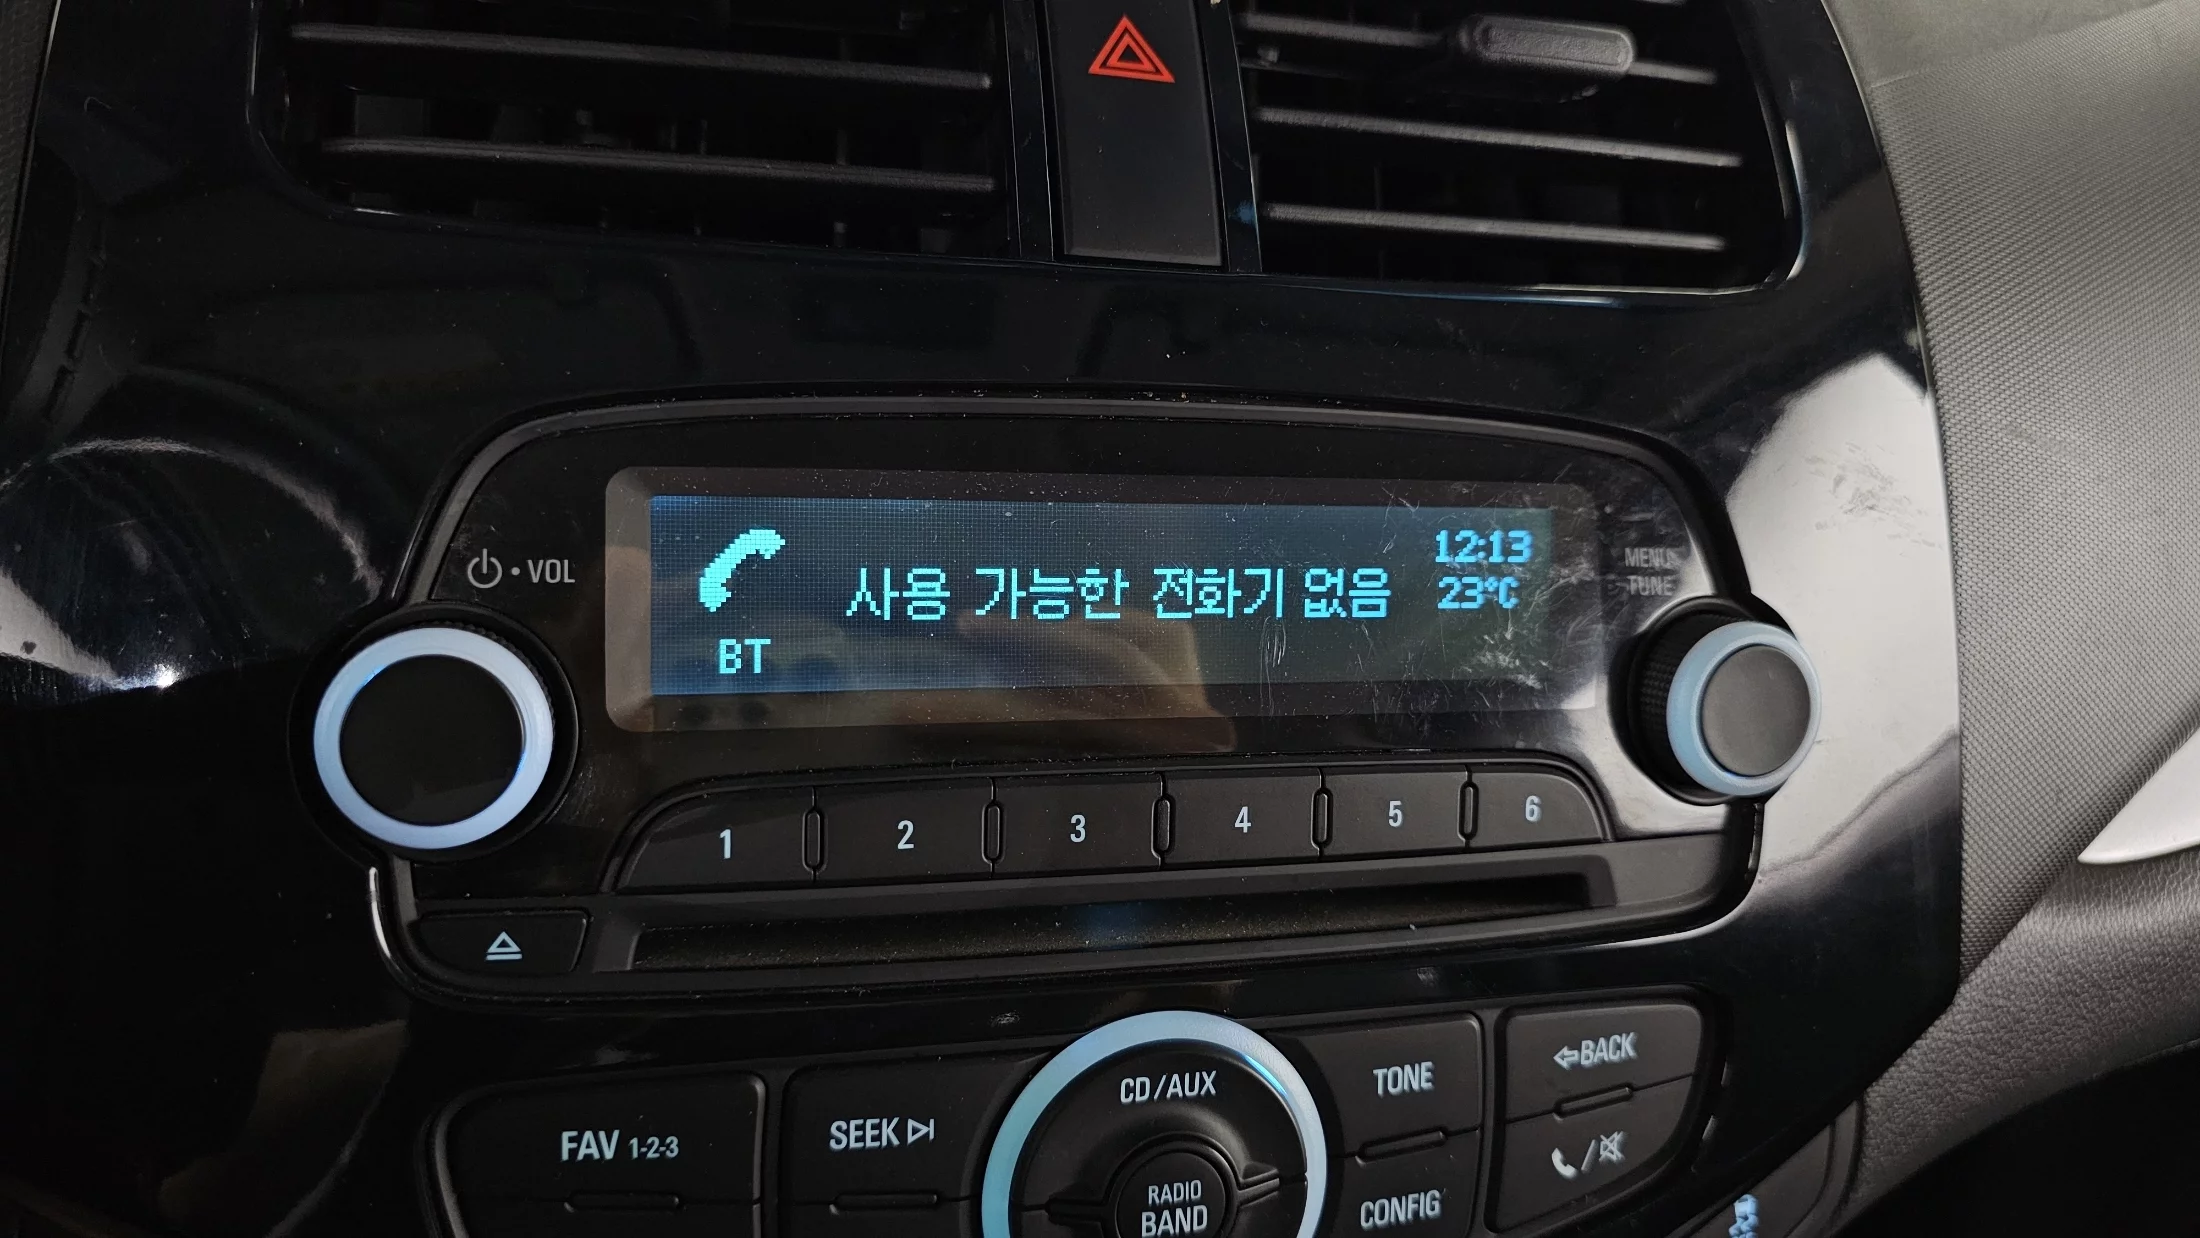 VOL
사용 가능한 전화기 없음
12:13
23°C
BT
MENU
TUNE
1 2 3 4 5 6
FAV 1-2-3
SEEK
CD/AUX
TONE
BACK
RADIO
BAND
CONFIG